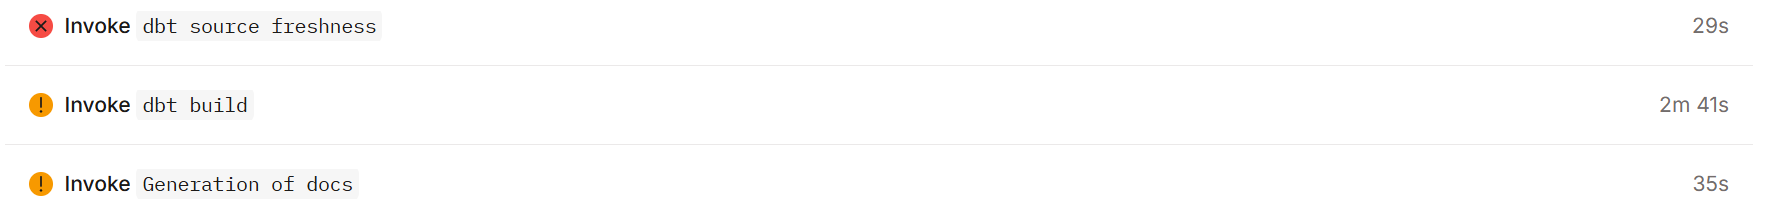 Invoke dbt source freshness 29s
Invoke dbt build 2m 41s
Invoke Generation of docs 35s